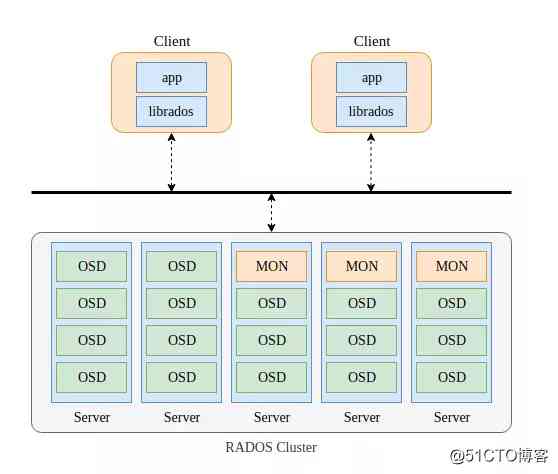 Client Client
app app
librados librados
OSD OSD MON MON MON
OSD OSD OSD OSD OSD
OSD OSD OSD OSD OSD
OSD OSD OSD OSD OSD
Server Server Server Server Server
RADOS Cluster
@51CTO博客